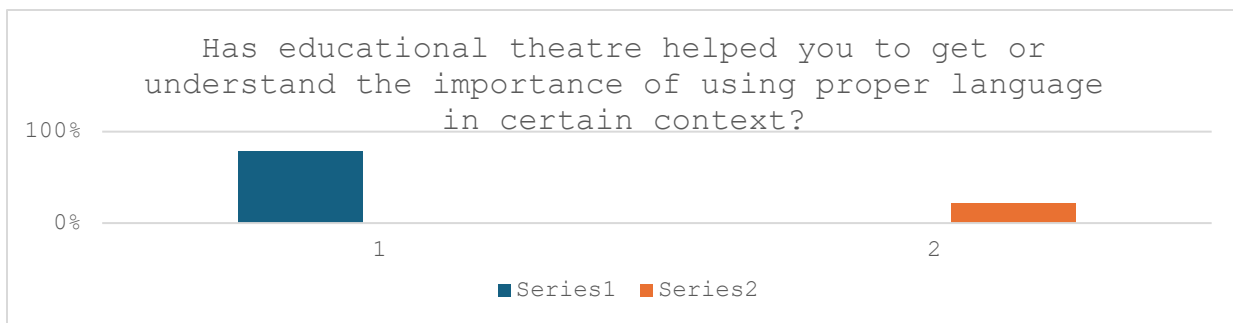 Has educational theatre helped you to get or
understand the importance of using proper language
in certain context?
100%
0%
1 2
Series1 Series2